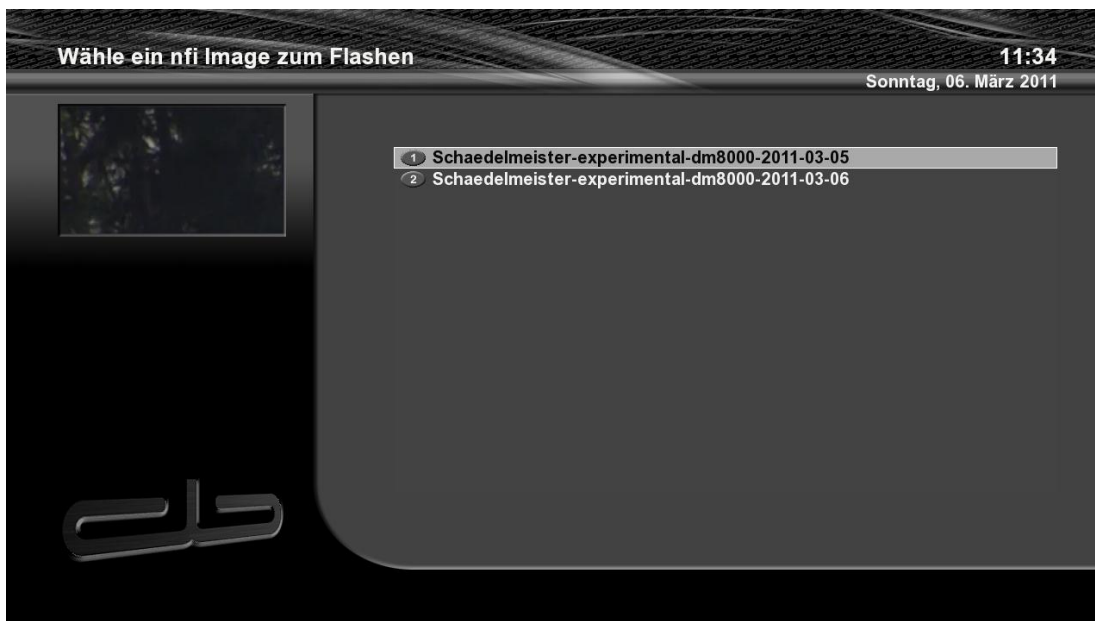 Wähle ein nfi Image zum Flashen
11:34
Sonntag, 06. März 2011
1 Schaedelmeister-experimental-dm8000-2011-03-05
2 Schaedelmeister-experimental-dm8000-2011-03-06